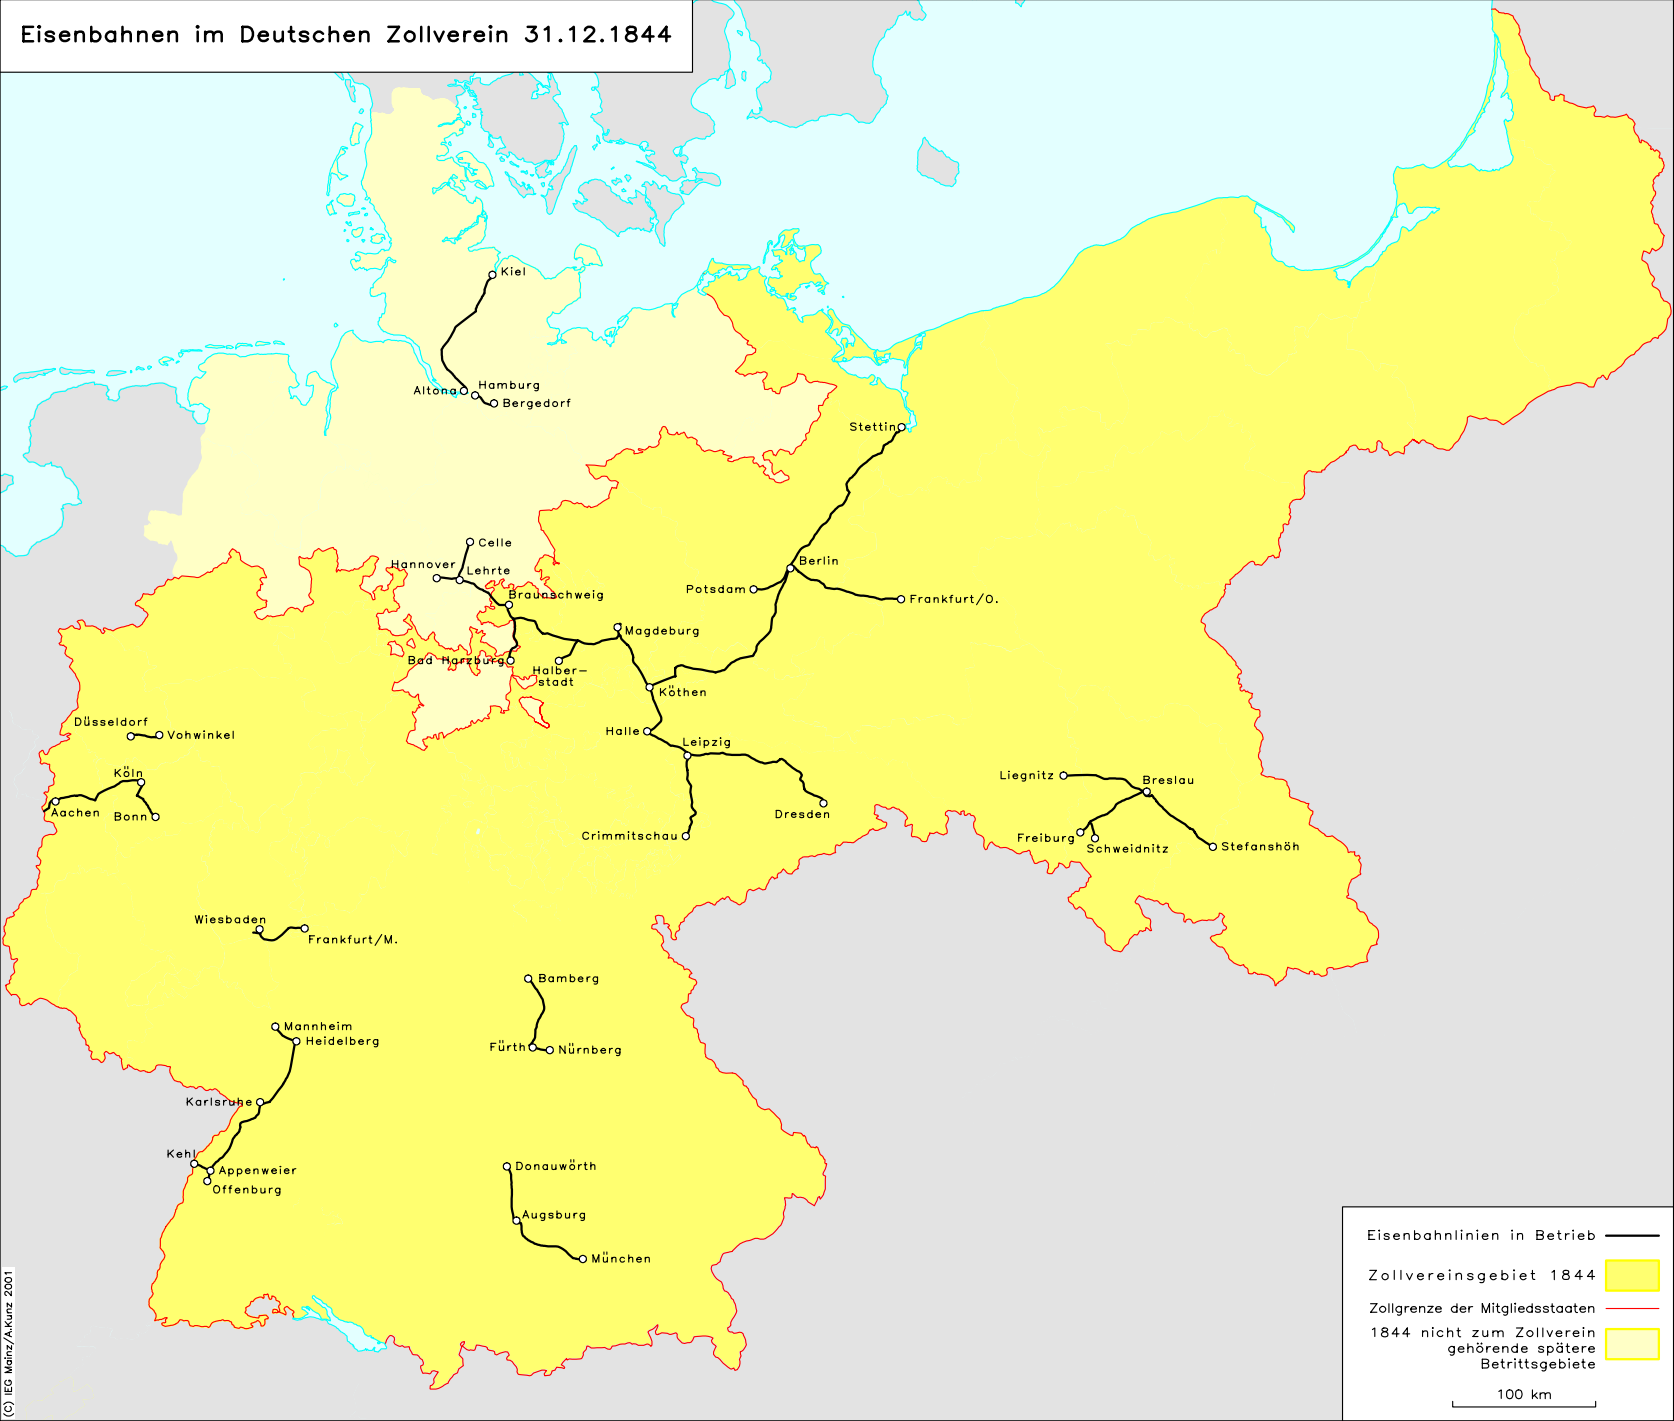 Eisenbahnen im Deutschen Zollverein 31.12.1844
Kiel
Hamburg
Altona
Bergedorf
Stettin
Celle
Hannover
Lehrte
Berlin
Braunschweig
Potsdam
Frankfurt/O.
Magdeburg
Bad Harzburg
Halber-
stadt
Köthen
Düsseldorf
Vohwinkel
Halle
Leipzig
Köln
Liegnitz
Breslau
Aachen
Bonn
Dresden
Crimmitschau
Freiburg
Schweidnitz
Stefanshöh
Wiesbaden
Frankfurt/M.
Bamberg
Mannheim
Heidelberg
Fürth
Nürnberg
Karlsruhe
Kehl
Appenweier
Offenburg
Donauwörth
Augsburg
München
Eisenbahnlinien in Betrieb
Zollvereinsgebiet 1844
Zollgrenze der Mitgliedsstaaten
1844 nicht zum Zollverein
gehörende spätere
Betrittsgebiete
100 km
(C) IEG Mainz/A.Kunz 2001